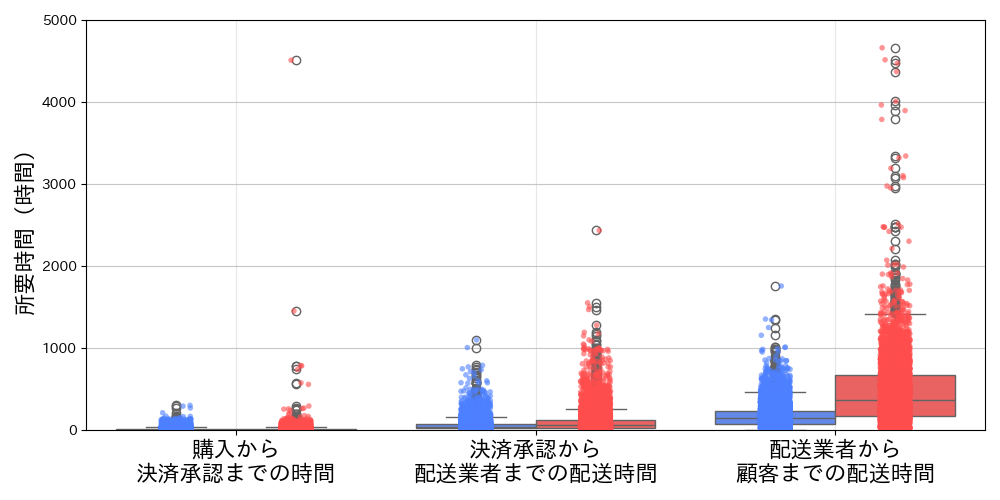 5000
4000
3000
2000
1000
0
所要時間（時間）
購入から
決済承認までの時間
決済承認から
配送業者までの配送時間
配送業者から
顧客までの配送時間